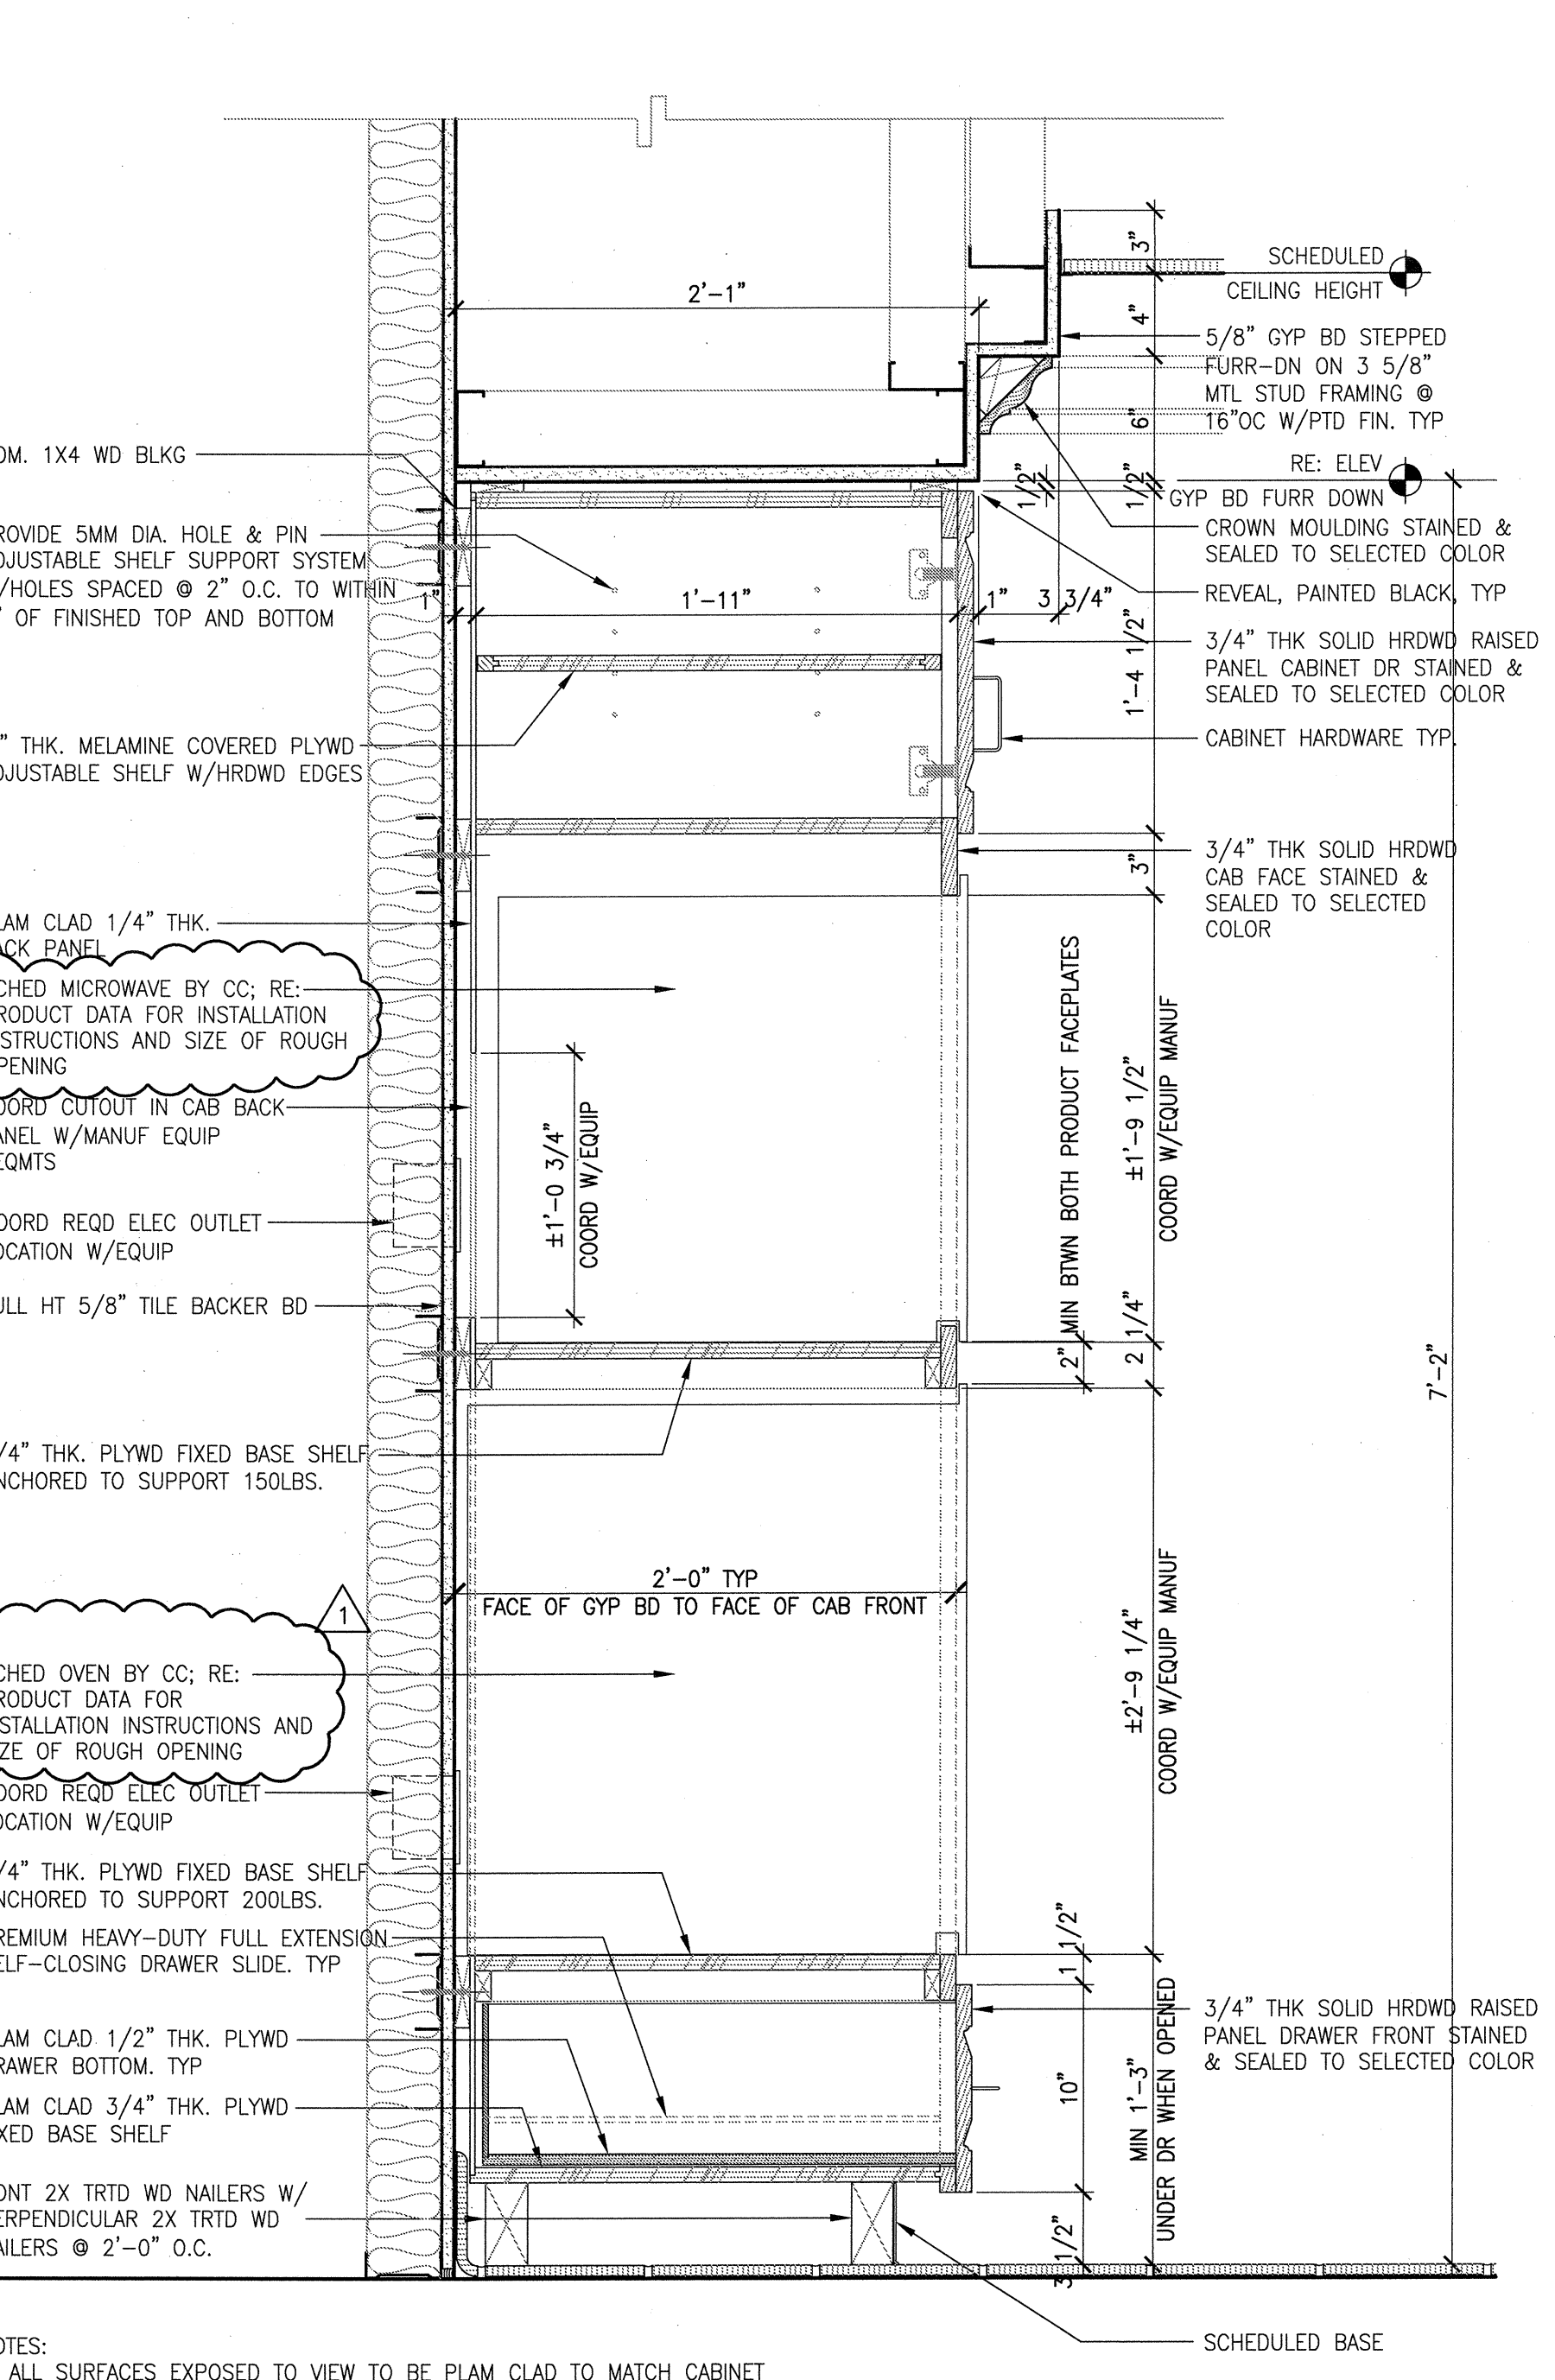 2'-1"
3"
SCHEDULED
CEILING HEIGHT
4"
5/8" GYP BD STEPPED
FURR-DN ON 3 5/8"
MTL STUD FRAMING @
16"OC W/PTD FIN. TYP
6"
RE: ELEV
GYP BD FURR DOWN
1/2"
1/2"
CROWN MOULDING STAINED &
SEALED TO SELECTED COLOR
REVEAL, PAINTED BLACK, TYP
OM. 1X4 WD BLKG
ROVIDE 5MM DIA. HOLE & PIN
DJUSTABLE SHELF SUPPORT SYSTEM
/HOLES SPACED @ 2" O.C. TO WITHIN
" OF FINISHED TOP AND BOTTOM
1"
1'-11"
1"
3 3/4"
1'-4 1/2"
3/4" THK SOLID HRDWD RAISED
PANEL CABINET DR STAINED &
SEALED TO SELECTED COLOR
CABINET HARDWARE TYP.
" THK. MELAMINE COVERED PLYWD
DJUSTABLE SHELF W/HRDWD EDGES
3"
3/4" THK SOLID HRDWD
CAB FACE STAINED &
SEALED TO SELECTED
COLOR
LAM CLAD 1/4" THK.
ACK PANEL
CHED MICROWAVE BY CC; RE:
RODUCT DATA FOR INSTALLATION
STRUCTIONS AND SIZE OF ROUGH
PENING
OORD CUTOUT IN CAB BACK
ANEL W/MANUF EQUIP
EQMTS
OORD REQD ELEC OUTLET
OCATION W/EQUIP
ULL HT 5/8" TILE BACKER BD
±1'-0 3/4"
COORD W/EQUIP
2" MIN BTWN BOTH PRODUCT FACEPLATES
±1'-9 1/2"
COORD W/EQUIP MANUF
2 1/4"
7'-2"
/4" THK. PLYWD FIXED BASE SHELF
NCHORED TO SUPPORT 150LBS.
2'-0" TYP
FACE OF GYP BD TO FACE OF CAB FRONT
±2'-9 1/4"
COORD W/EQUIP MANUF
1
CHED OVEN BY CC; RE:
RODUCT DATA FOR
STALLATION INSTRUCTIONS AND
ZE OF ROUGH OPENING
OORD REQD ELEC OUTLET
OCATION W/EQUIP
/4" THK. PLYWD FIXED BASE SHELF
NCHORED TO SUPPORT 200LBS.
REMIUM HEAVY-DUTY FULL EXTENSION
ELF-CLOSING DRAWER SLIDE. TYP
LAM CLAD 1/2" THK. PLYWD
RAWER BOTTOM. TYP
LAM CLAD 3/4" THK. PLYWD
XED BASE SHELF
ONT 2X TRTD WD NAILERS W/
ERPENDICULAR 2X TRTD WD
AILERS @ 2'-0" O.C.
1 1/2"
10"
3 1/2"
MIN 1'-3"
UNDER DR WHEN OPENED
3/4" THK SOLID HRDWD RAISED
PANEL DRAWER FRONT STAINED
& SEALED TO SELECTED COLOR
SCHEDULED BASE
OTES:
ALL SURFACES EXPOSED TO VIEW TO BE PLAM CLAD TO MATCH CABINET